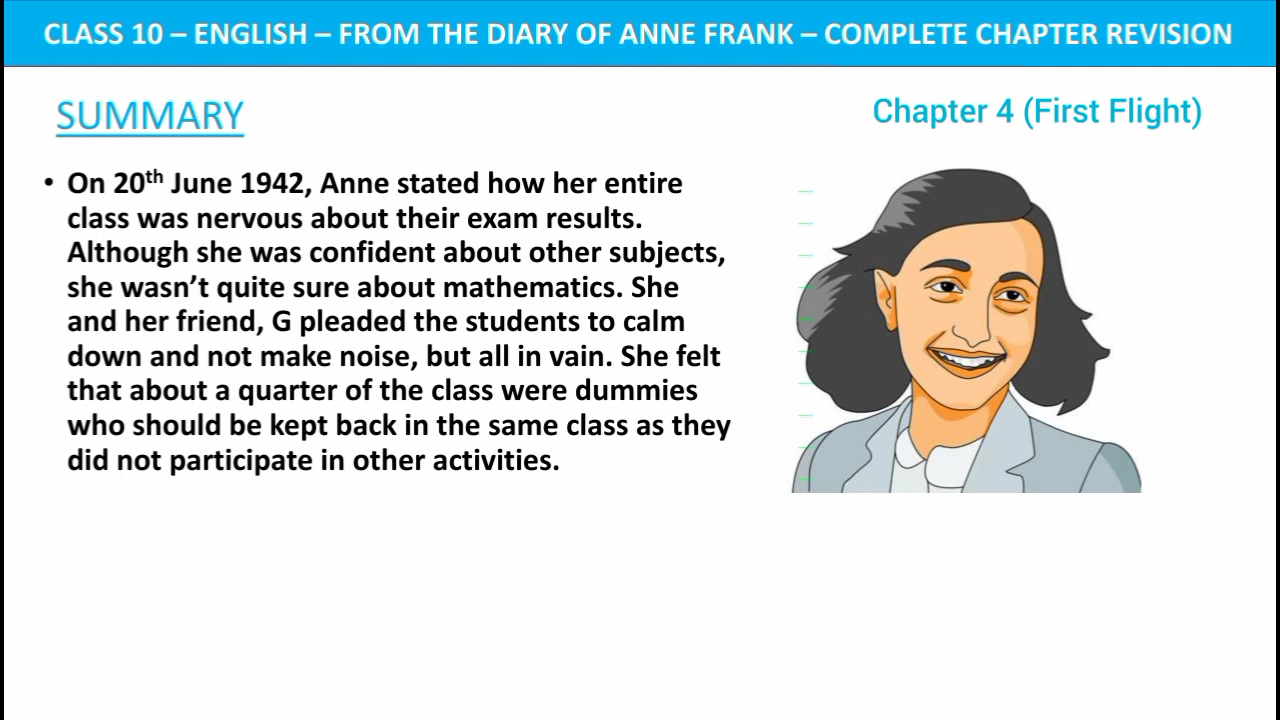 CLASS 10 – ENGLISH – FROM THE DIARY OF ANNE FRANK – COMPLETE CHAPTER REVISION
SUMMARY
Chapter 4 (First Flight)
• On 20th June 1942, Anne stated how her entire
class was nervous about their exam results.
Although she was confident about other subjects,
she wasn’t quite sure about mathematics. She
and her friend, G pleaded the students to calm
down and not make noise, but all in vain. She felt
that about a quarter of the class were dummies
who should be kept back in the same class as they
did not participate in other activities.